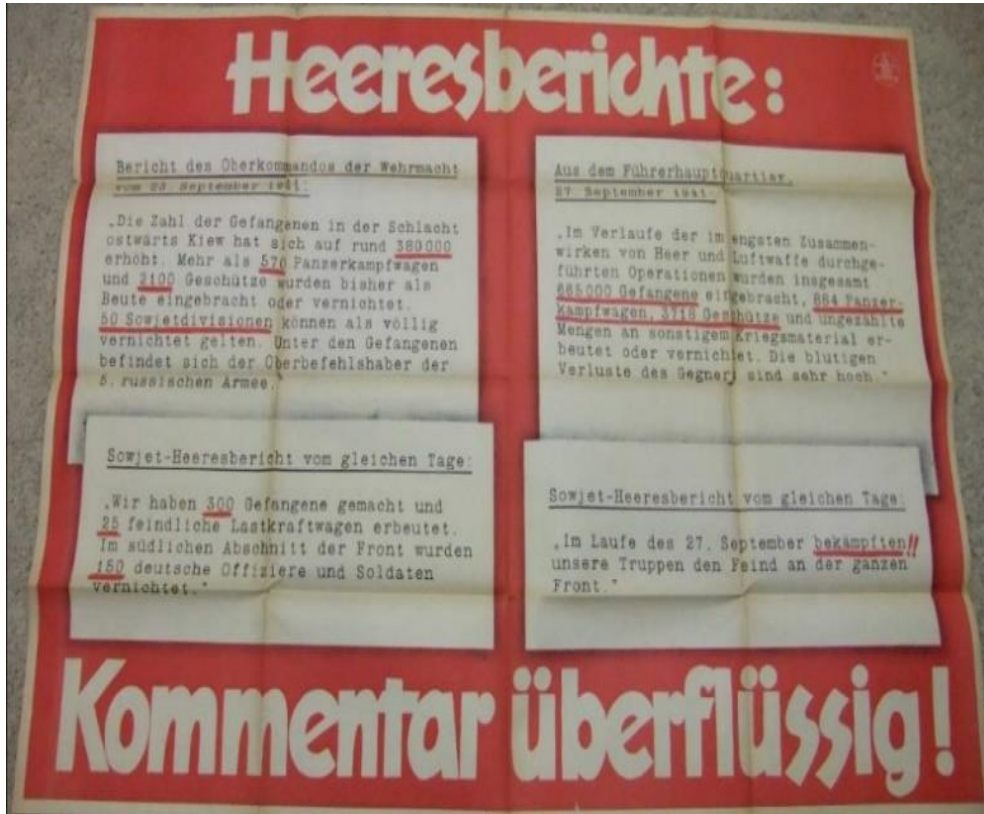 Heeresberichte:
Bericht des Oberkommandos der Wehrmacht
vom 23. September 1941:
„Die Zahl der Gefangenen in der Schlacht
ostwärts Kiew hat sich auf rund 380000
erhöht. Mehr als 570 Panzerkampfwagen
und 2100 Geschütze wurden bisher als
Beute eingebracht oder vernichtet.
50 Sowjetdivisionen können als völlig
vernichtet gelten. Unter den Gefangenen
befindet sich der Oberbefehlshaber der
5. russischen Armee.
Sowjet-Heeresbericht vom gleichen Tage:
„Wir haben 300 Gefangene gemacht und
25 feindliche Lastkraftwagen erbeutet.
Im südlichen Abschnitt der Front wurden
150 deutsche Offiziere und Soldaten
vernichtet."
Aus dem Führerhauptquartier,
27. September 1941
„Im Verlaufe der im engsten Zusammen-
wirken von Heer und Luftwaffe durchge-
führten Operationen wurden insgesamt
665000 Gefangene eingebracht, 884 Panzer-
kampfwagen, 3718 Geschütze und ungezählte
Mengen an sonstigem Kriegsmaterial er-
beutet oder vernichtet. Die blutigen
Verluste des Gegners sind sehr hoch."
Sowjet-Heeresbericht vom gleichen Tage:
„Im Laufe des 27. September bekämpften!!
unsere Truppen den Feind an der ganzen
Front."
Kommentar überflüssig!